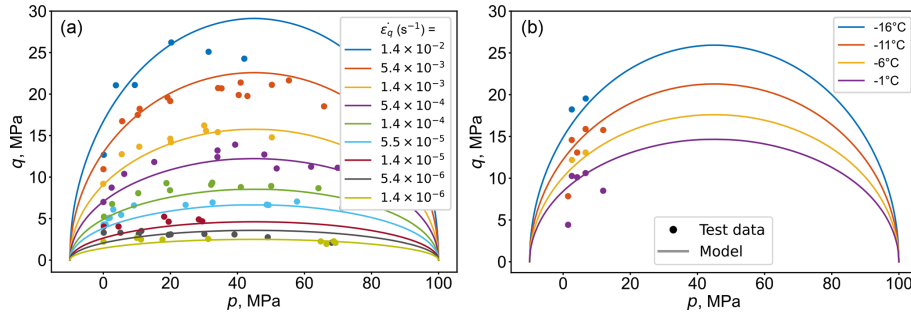 (a)
ε̇_q (s⁻¹) =
1.4 × 10⁻²
5.4 × 10⁻³
1.4 × 10⁻³
5.4 × 10⁻⁴
1.4 × 10⁻⁴
5.5 × 10⁻⁵
1.4 × 10⁻⁵
5.4 × 10⁻⁶
1.4 × 10⁻⁶
30
25
20
15
10
5
0
q, MPa
0 20 40 60 80 100
p, MPa
(b)
-16°C
-11°C
-6°C
-1°C
Test data
Model
30
25
20
15
10
5
0
q, MPa
0 20 40 60 80 100
p, MPa